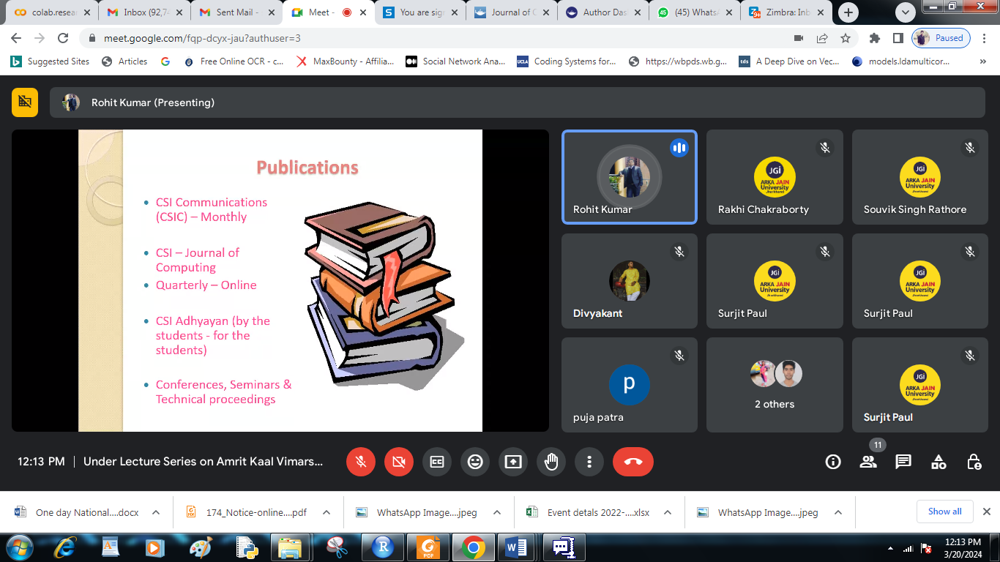 colab.resea
Inbox (92,74
Sent Mail -
Meet -
You are sig
Journal of C
Author Das
(45) WhatsA
Zimbra: Inb
meet.google.com/fqp-dcyx-jau?authuser=3
Paused
Suggested Sites
Articles
Free Online OCR - c...
MaxBounty - Affilia...
Social Network Ana...
Coding Systems for...
https://wbpds.wb.g...
A Deep Dive on Vec...
models.ldamulticor...
Rohit Kumar (Presenting)
Publications
• CSI Communications
(CSIC) – Monthly
• CSI – Journal of
Computing
• Quarterly – Online
• CSI Adhyayan (by the
students - for the
students)
• Conferences, Seminars &
Technical proceedings
Rohit Kumar
JGi
ARKA JAIN
University
Jharkhand
Rakhi Chakraborty
JGi
ARKA JAIN
University
Jharkhand
Souvik Singh Rathore
Divyakant
JGi
ARKA JAIN
University
Jharkhand
Surjit Paul
JGi
ARKA JAIN
University
Jharkhand
Surjit Paul
p
puja patra
2 others
JGi
ARKA JAIN
University
Jharkhand
Surjit Paul
12:13 PM | Under Lecture Series on Amrit Kaal Vimars...
11
One day National....docx
174_Notice-online....pdf
WhatsApp Image....jpeg
Event detals 2022-....xlsx
WhatsApp Image....jpeg
Show all
12:13 PM
3/20/2024